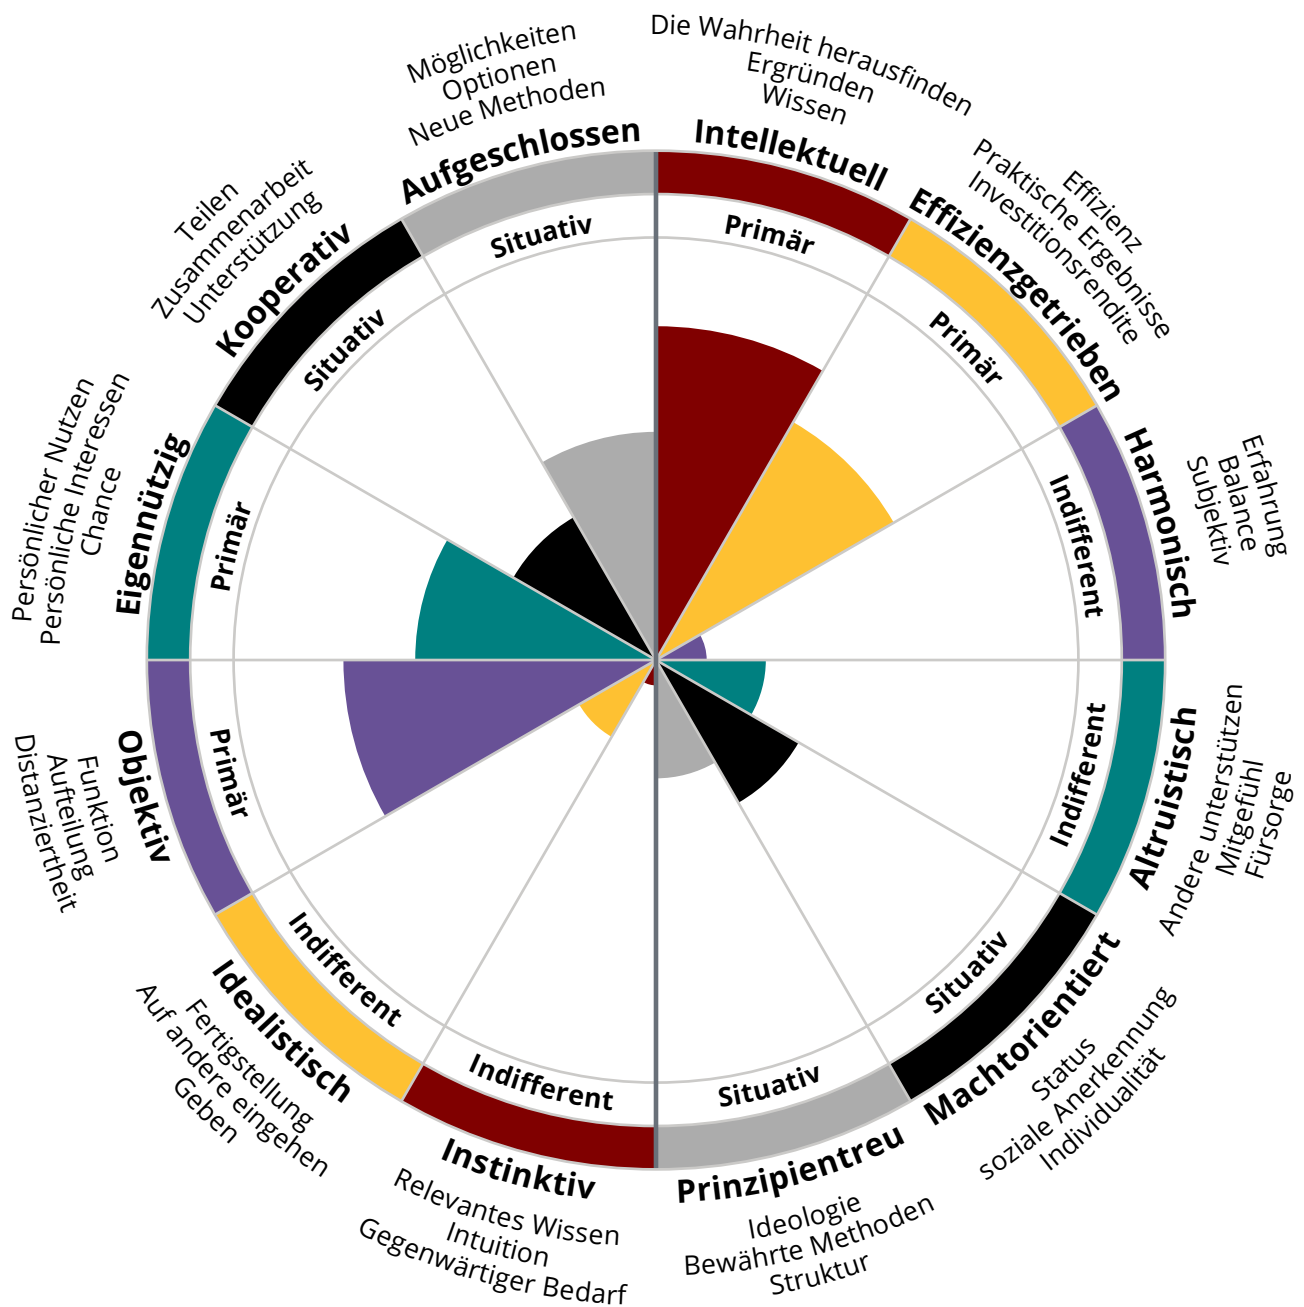 Die Wahrheit herausfinden
Ergründen
Wissen
Intellektuell
Primär
Effizienz
Praktische Ergebnisse
Investitionsrendite
Effizienzgetrieben
Primär
Erfahrung
Balance
Subjektiv
Harmonisch
Indifferent
Altruistisch
Indifferent
Andere unterstützen
Mitgefühl
Fürsorge
Machtorientiert
Situativ
Status
soziale Anerkennung
Individualität
Situativ
Prinzipientreu
Ideologie
Bewährte Methoden
Struktur
Indifferent
Instinktiv
Relevantes Wissen
Intuition
Gegenwärtiger Bedarf
Indifferent
Idealistisch
Fertigstellung
Auf andere eingehen
Geben
Primär
Objektiv
Funktion
Aufteilung
Distanziertheit
Persönlicher Nutzen
Persönliche Interessen
Chance
Eigennützig
Primär
Teilen
Zusammenarbeit
Unterstützung
Kooperativ
Situativ
Möglichkeiten
Optionen
Neue Methoden
Aufgeschlossen
Situativ